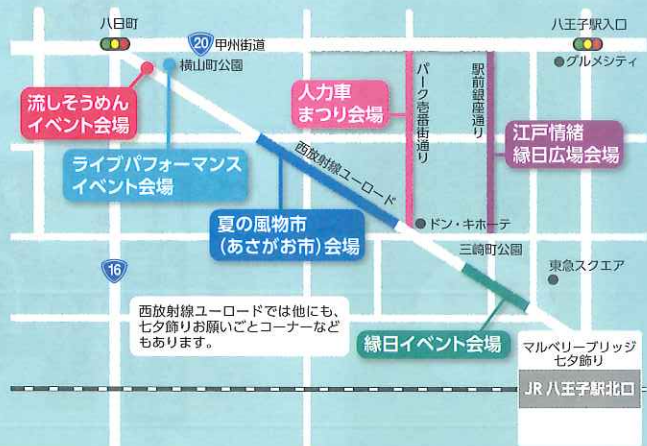 八日町
20 甲州街道
八王子駅入口
横山町公園
グルメシティ
流しそうめん
イベント会場
人力車
まつり会場
パーク壱番街通り
駅前銀座通り
江戸情緒
縁日広場会場
ライブパフォーマンス
イベント会場
西放射線ユーロード
夏の風物市
(あさがお市)会場
ドン・キホーテ
三崎町公園
16
東急スクエア
西放射線ユーロードでは他にも、
七夕飾りお願いごとコーナーなど
もあります。
縁日イベント会場
マルベリーブリッジ
七夕飾り
JR 八王子駅北口